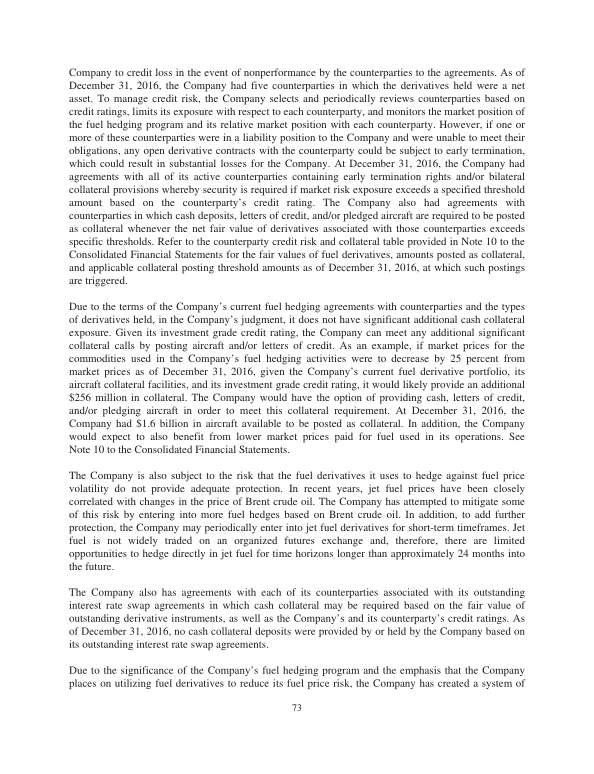 Company to credit loss in the event of nonperformance by the counterparties to the agreements. As of
December 31, 2016, the Company had five counterparties in which the derivatives held were a net
asset. To manage credit risk, the Company selects and periodically reviews counterparties based on
credit ratings, limits its exposure with respect to each counterparty, and monitors the market position of
the fuel hedging program and its relative market position with each counterparty. However, if one or
more of these counterparties were in a liability position to the Company and were unable to meet their
obligations, any open derivative contracts with the counterparty could be subject to early termination,
which could result in substantial losses for the Company. At December 31, 2016, the Company had
agreements with all of its active counterparties containing early termination rights and/or bilateral
collateral provisions whereby security is required if market risk exposure exceeds a specified threshold
amount based on the counterparty’s credit rating. The Company also had agreements with
counterparties in which cash deposits, letters of credit, and/or pledged aircraft are required to be posted
as collateral whenever the net fair value of derivatives associated with those counterparties exceeds
specific thresholds. Refer to the counterparty credit risk and collateral table provided in Note 10 to the
Consolidated Financial Statements for the fair values of fuel derivatives, amounts posted as collateral,
and applicable collateral posting threshold amounts as of December 31, 2016, at which such postings
are triggered.
Due to the terms of the Company’s current fuel hedging agreements with counterparties and the types
of derivatives held, in the Company’s judgment, it does not have significant additional cash collateral
exposure. Given its investment grade credit rating, the Company can meet any additional significant
collateral calls by posting aircraft and/or letters of credit. As an example, if market prices for the
commodities used in the Company’s fuel hedging activities were to decrease by 25 percent from
market prices as of December 31, 2016, given the Company’s current fuel derivative portfolio, its
aircraft collateral facilities, and its investment grade credit rating, it would likely provide an additional
$256 million in collateral. The Company would have the option of providing cash, letters of credit,
and/or pledging aircraft in order to meet this collateral requirement. At December 31, 2016, the
Company had $1.6 billion in aircraft available to be posted as collateral. In addition, the Company
would expect to also benefit from lower market prices paid for fuel used in its operations. See
Note 10 to the Consolidated Financial Statements.
The Company is also subject to the risk that the fuel derivatives it uses to hedge against fuel price
volatility do not provide adequate protection. In recent years, jet fuel prices have been closely
correlated with changes in the price of Brent crude oil. The Company has attempted to mitigate some
of this risk by entering into more fuel hedges based on Brent crude oil. In addition, to add further
protection, the Company may periodically enter into jet fuel derivatives for short-term timeframes. Jet
fuel is not widely traded on an organized futures exchange and, therefore, there are limited
opportunities to hedge directly in jet fuel for time horizons longer than approximately 24 months into
the future.
The Company also has agreements with each of its counterparties associated with its outstanding
interest rate swap agreements in which cash collateral may be required based on the fair value of
outstanding derivative instruments, as well as the Company’s and its counterparty’s credit ratings. As
of December 31, 2016, no cash collateral deposits were provided by or held by the Company based on
its outstanding interest rate swap agreements.
Due to the significance of the Company’s fuel hedging program and the emphasis that the Company
places on utilizing fuel derivatives to reduce its fuel price risk, the Company has created a system of
73